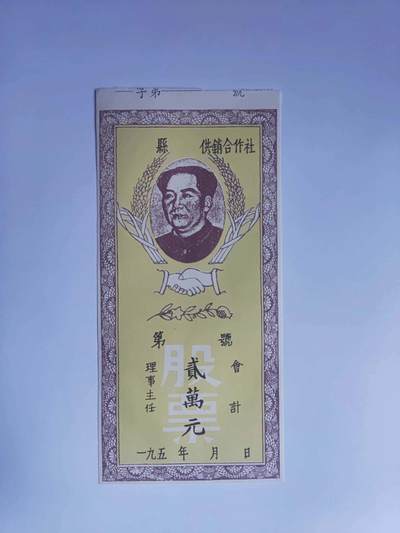 字第 號
縣 供銷合作社
第 號
股票
貳萬元
理事主任
會計
一九五 年 月 日